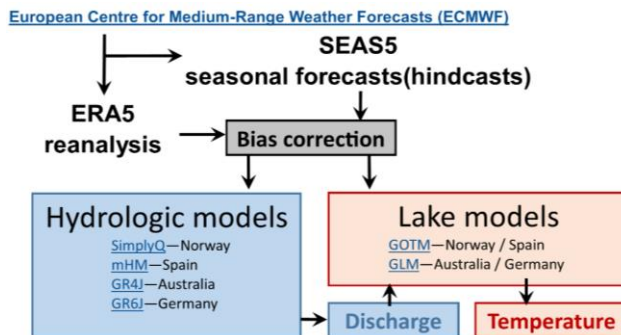 European Centre for Medium-Range Weather Forecasts (ECMWF)
SEAS5
seasonal forecasts(hindcasts)
ERA5
reanalysis
Bias correction
Hydrologic models
SimplyQ—Norway
mHM—Spain
GR4J—Australia
GR6J—Germany
Lake models
GOTM—Norway / Spain
GLM—Australia / Germany
Discharge
Temperature